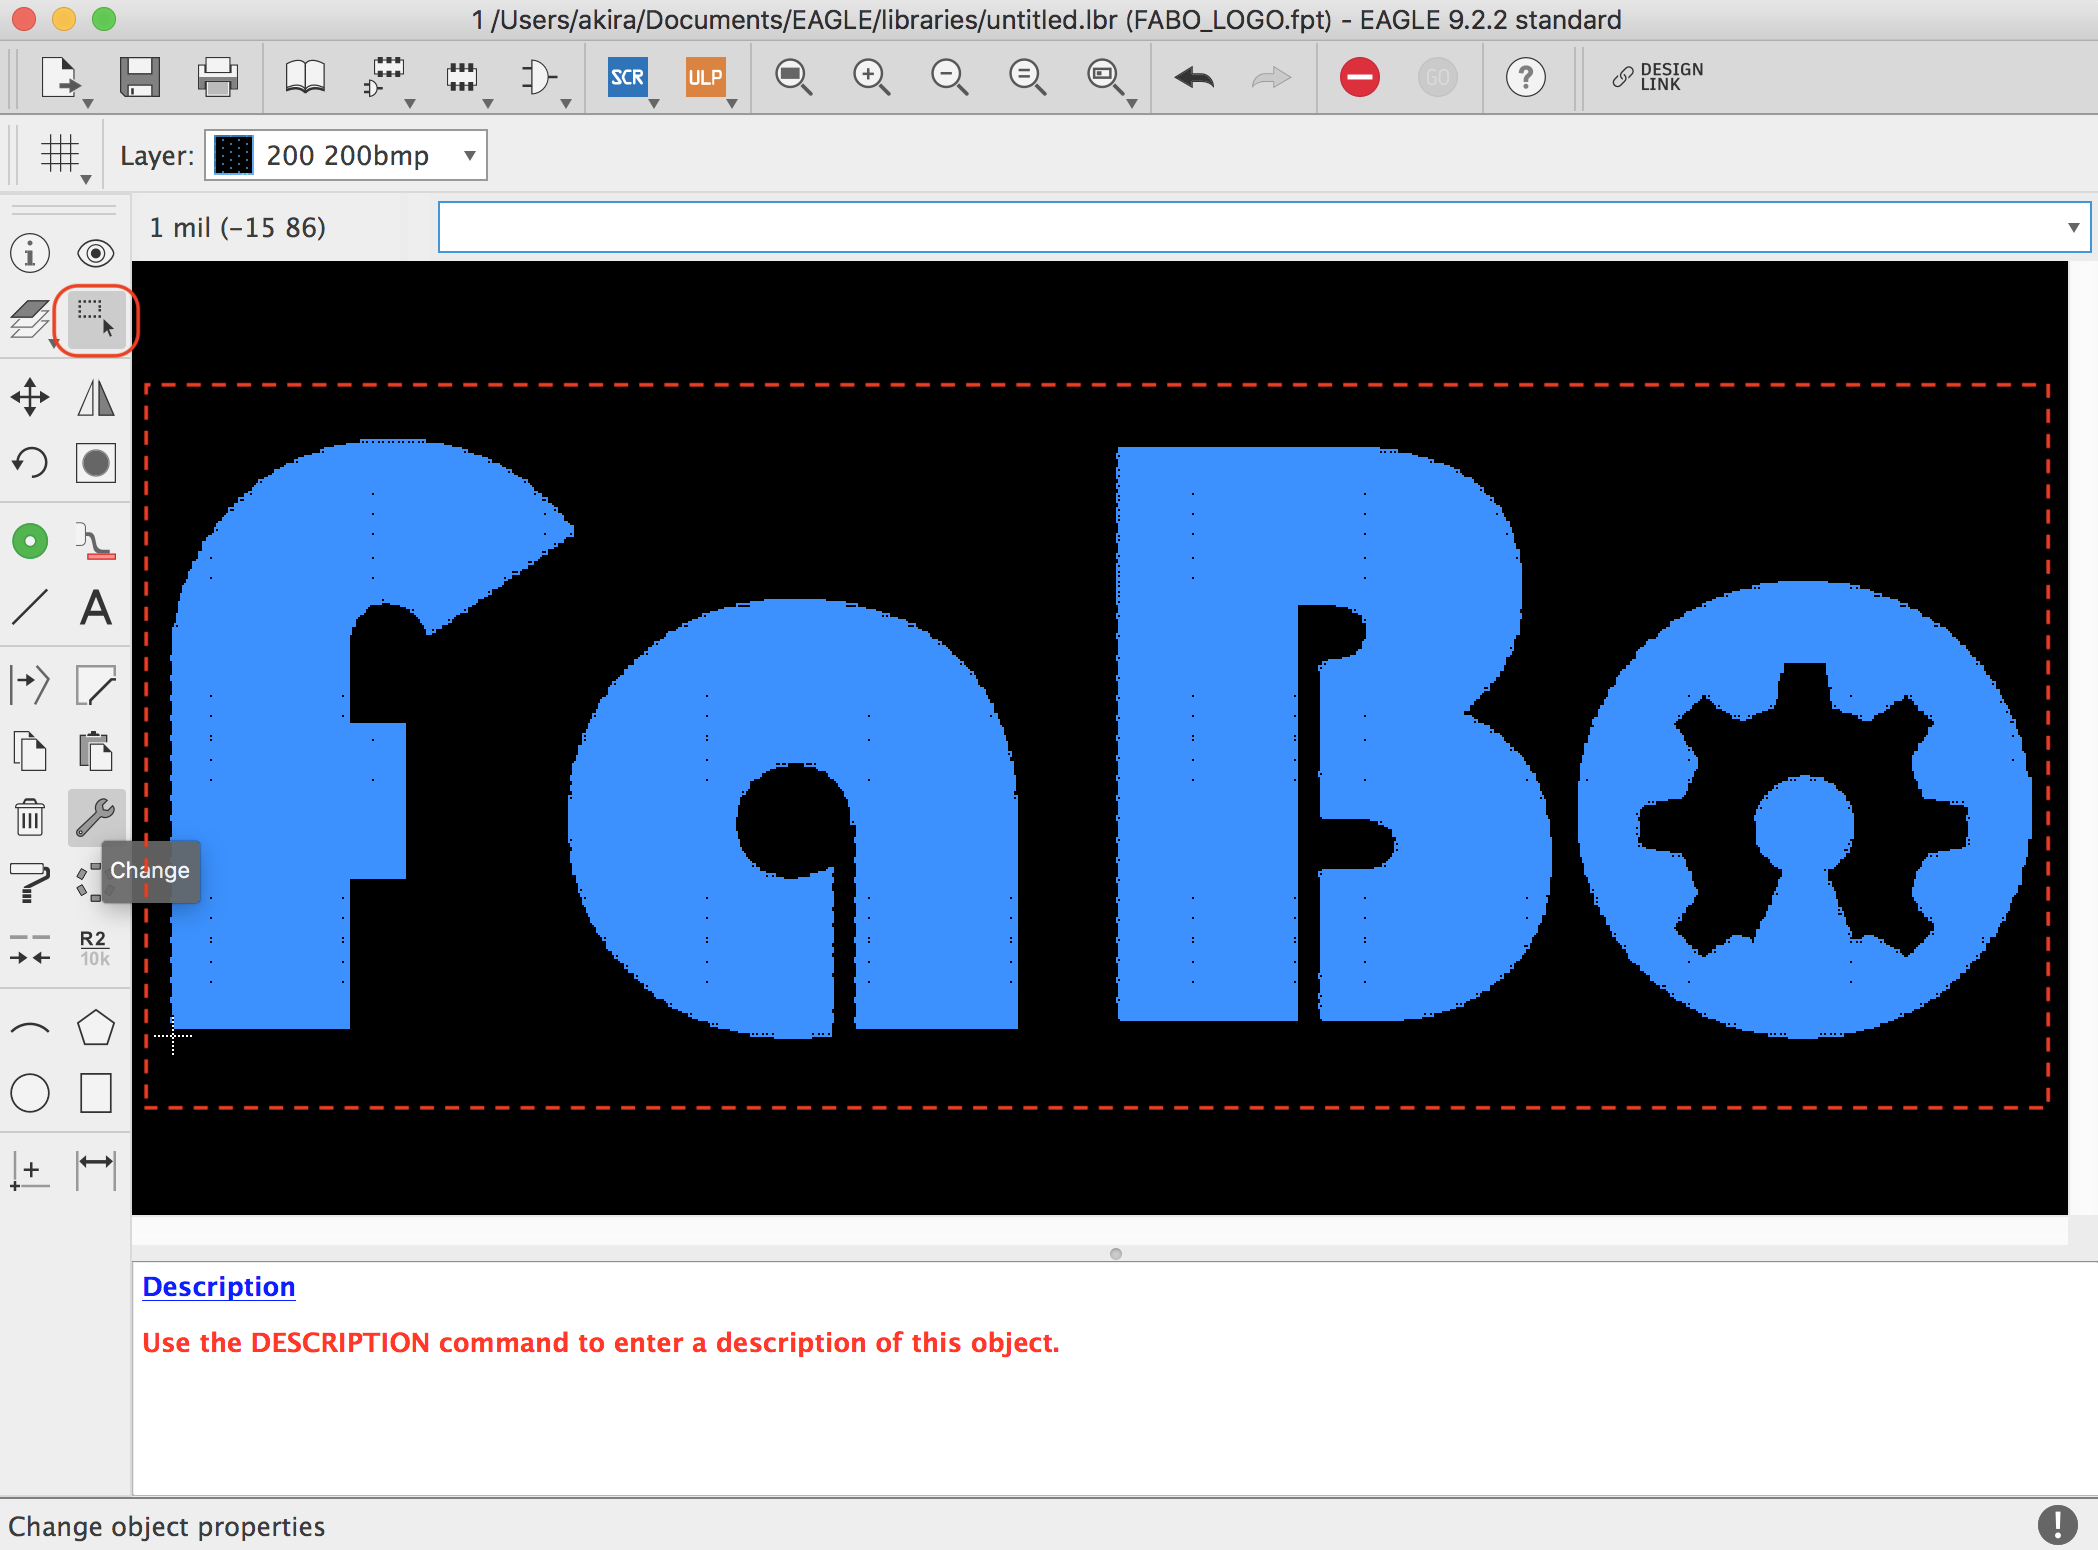 1 /Users/akira/Documents/EAGLE/libraries/untitled.lbr (FABO_LOGO.fpt) - EAGLE 9.2.2 standard
SCR
ULP
GO
?
DESIGN
LINK
Layer: 200 200bmp
1 mil (-15 86)
i
A
Change
R2
10k
FaBo
Description
Use the DESCRIPTION command to enter a description of this object.
Change object properties
!